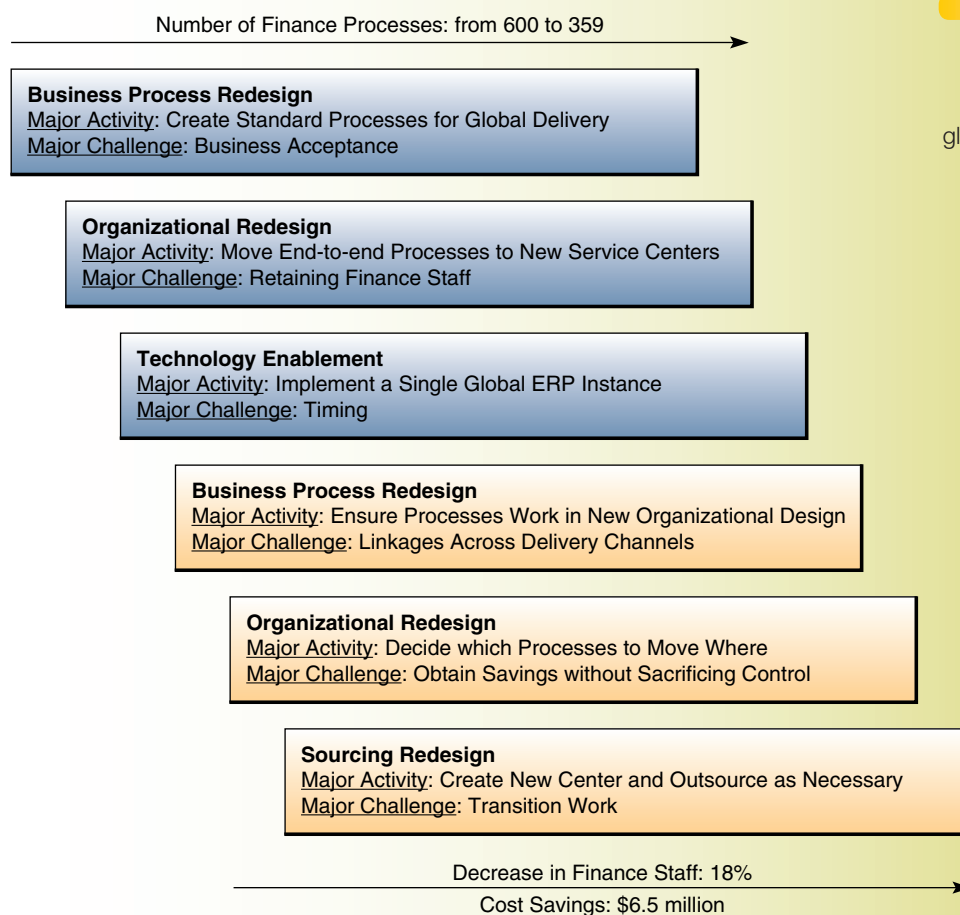 Number of Finance Processes: from 600 to 359
Business Process Redesign
Major Activity: Create Standard Processes for Global Delivery
Major Challenge: Business Acceptance
gl
Organizational Redesign
Major Activity: Move End-to-end Processes to New Service Centers
Major Challenge: Retaining Finance Staff
Technology Enablement
Major Activity: Implement a Single Global ERP Instance
Major Challenge: Timing
Business Process Redesign
Major Activity: Ensure Processes Work in New Organizational Design
Major Challenge: Linkages Across Delivery Channels
Organizational Redesign
Major Activity: Decide which Processes to Move Where
Major Challenge: Obtain Savings without Sacrificing Control
Sourcing Redesign
Major Activity: Create New Center and Outsource as Necessary
Major Challenge: Transition Work
Decrease in Finance Staff: 18%
Cost Savings: $6.5 million